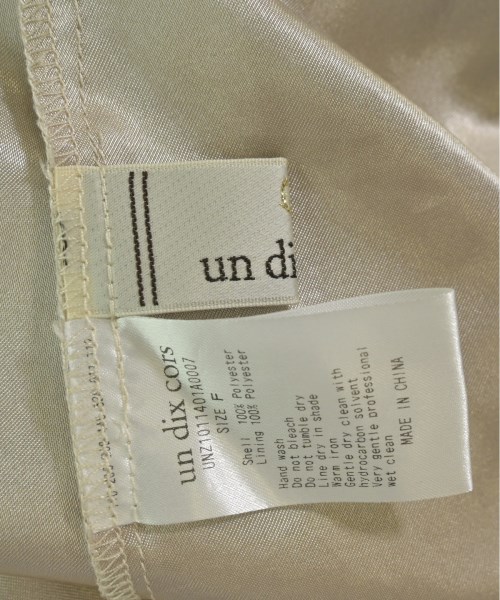 un di
un dix cors
UNZ1011401A0007
SIZE F
Shell 100% Polyester
Lining 100% Polyester
Hand wash
Do not bleach
Do not tumble dry
Line dry in shade
Warm iron
Gentle dry clean with
hydrocarbon solvent
Very gentle professional
wet clean
MADE IN CHINA